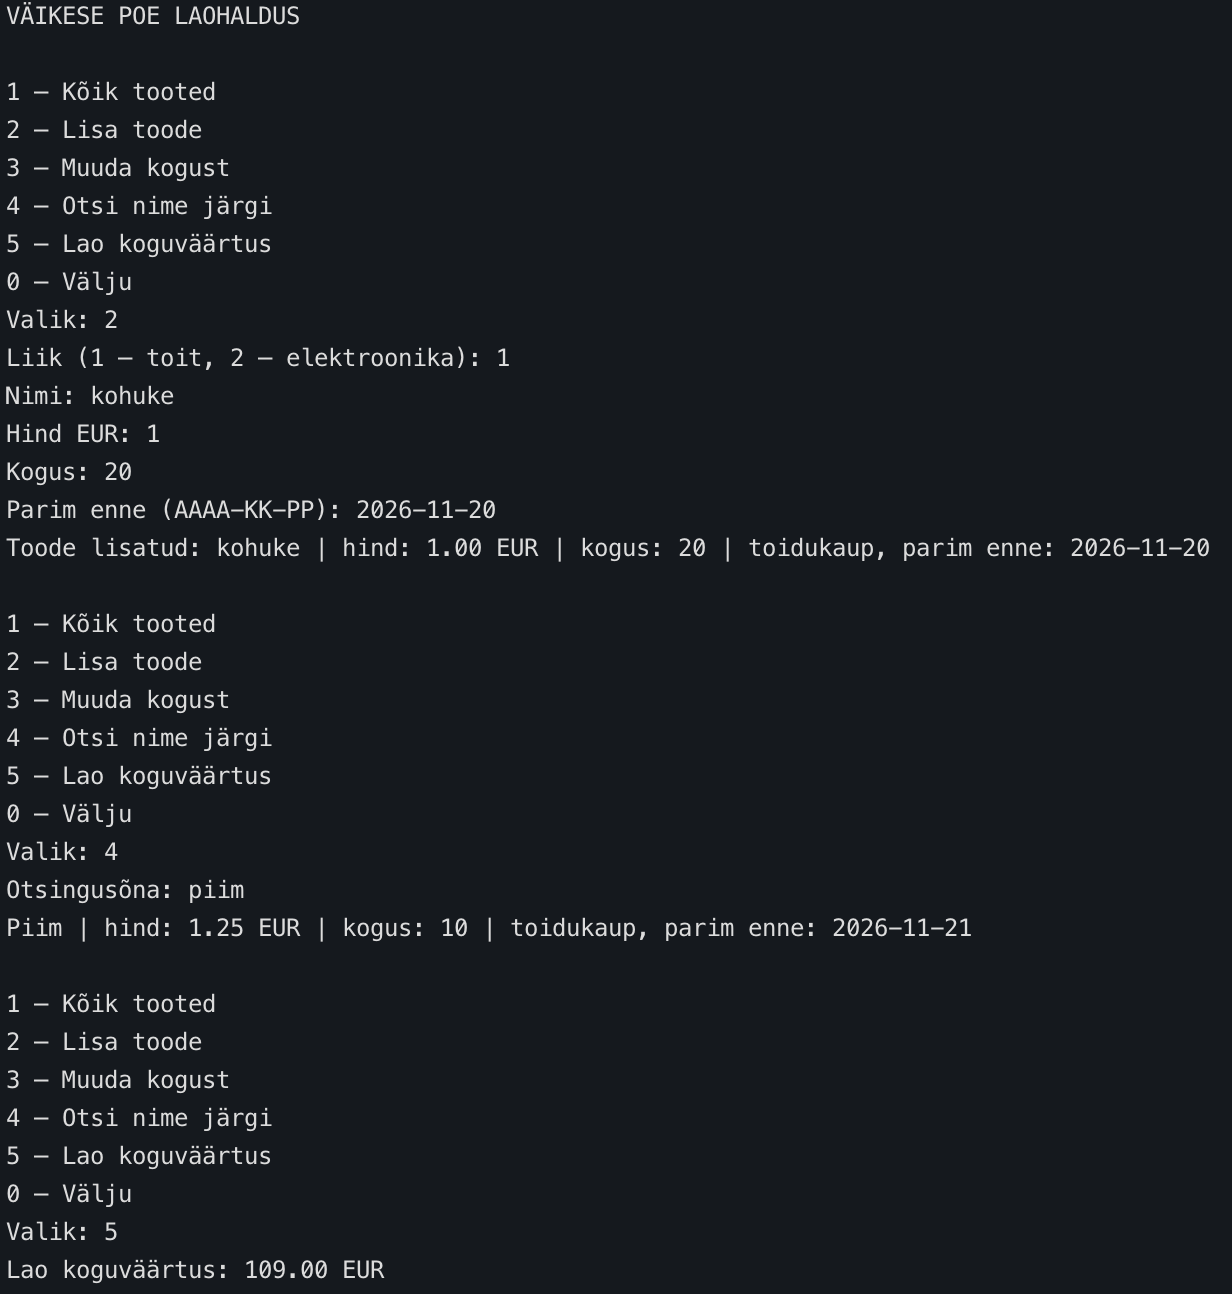 VÄIKESE POE LAOHALDUS
1 – Kõik tooted
2 – Lisa toode
3 – Muuda kogust
4 – Otsi nime järgi
5 – Lao koguväärtus
0 – Välju
Valik: 2
Liik (1 – toit, 2 – elektroonika): 1
Nimi: kohuke
Hind EUR: 1
Kogus: 20
Parim enne (AAAA-KK-PP): 2026-11-20
Toode lisatud: kohuke | hind: 1.00 EUR | kogus: 20 | toidukaup, parim enne: 2026-11-20
1 – Kõik tooted
2 – Lisa toode
3 – Muuda kogust
4 – Otsi nime järgi
5 – Lao koguväärtus
0 – Välju
Valik: 4
Otsingusõna: piim
Piim | hind: 1.25 EUR | kogus: 10 | toidukaup, parim enne: 2026-11-21
1 – Kõik tooted
2 – Lisa toode
3 – Muuda kogust
4 – Otsi nime järgi
5 – Lao koguväärtus
0 – Välju
Valik: 5
Lao koguväärtus: 109.00 EUR